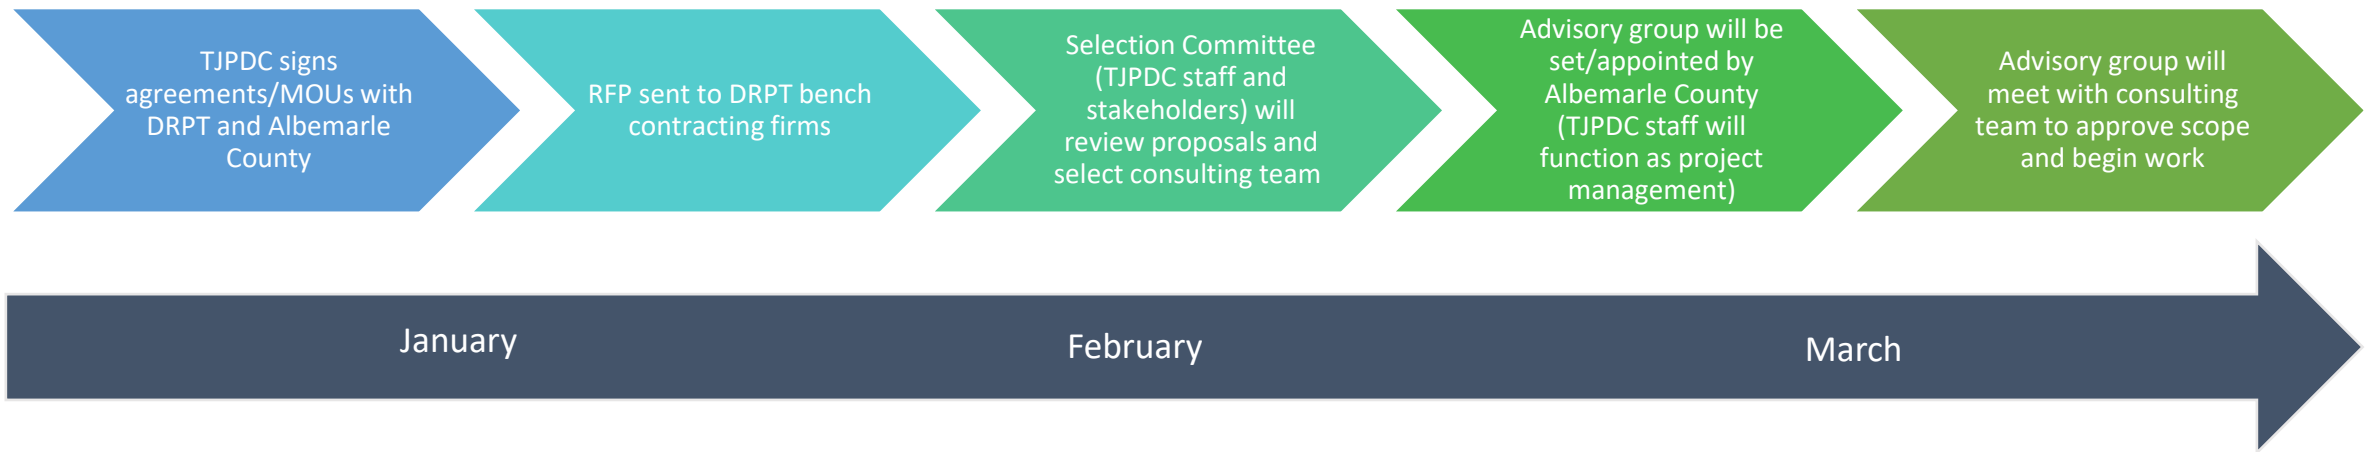 TJPDC signs
agreements/MOUs with
DRPT and Albemarle
County
RFP sent to DRPT bench
contracting firms
Selection Committee
(TJPDC staff and
stakeholders) will
review proposals and
select consulting team
Advisory group will be
set/appointed by
Albemarle County
(TJPDC staff will
function as project
management)
Advisory group will
meet with consulting
team to approve scope
and begin work
January
February
March